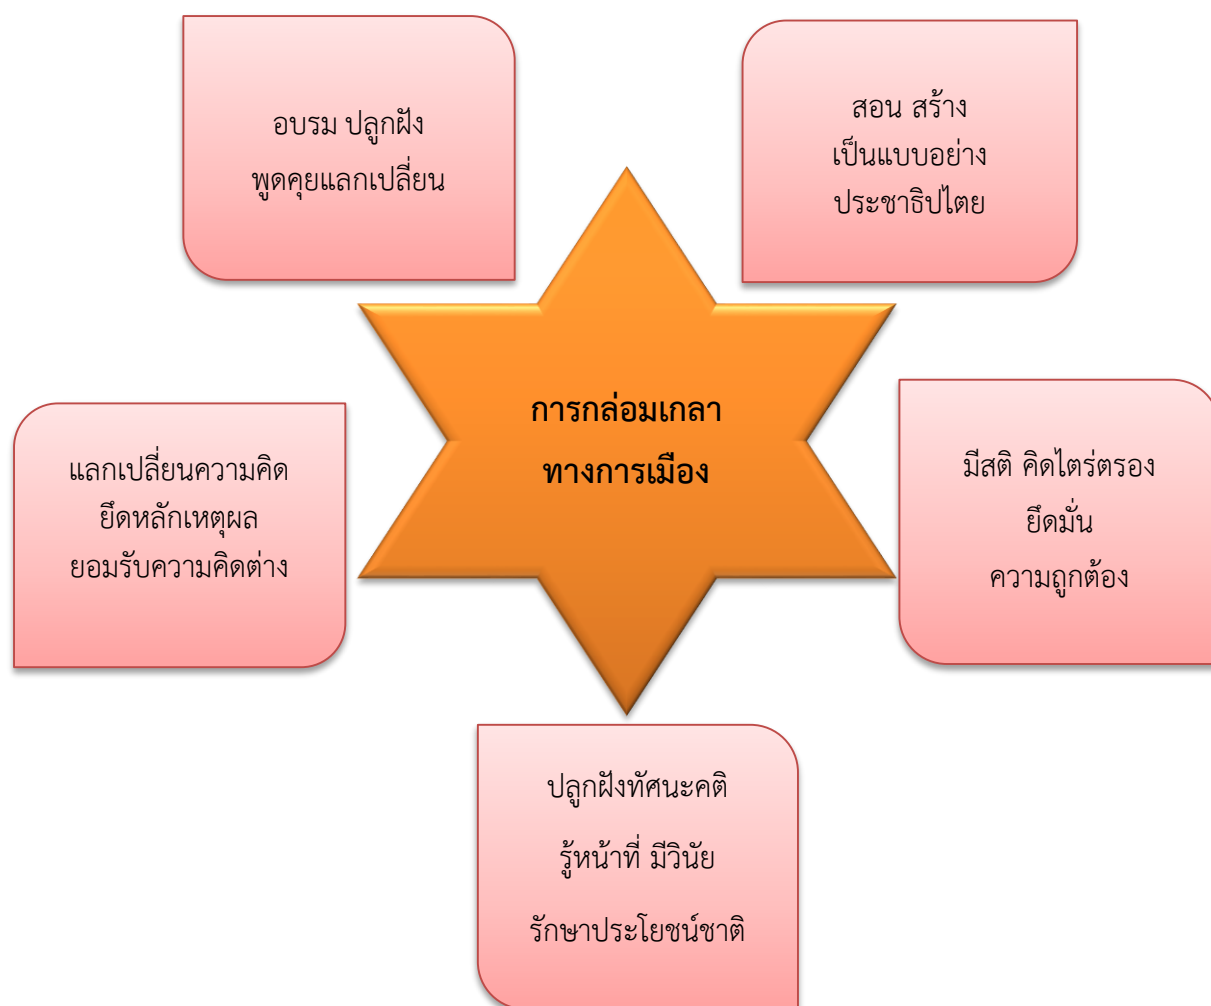 อบรม ปลูกฝัง
พูดคุยแลกเปลี่ยน
สอน สร้าง
เป็นแบบอย่าง
ประชาธิปไตย
การกล่อมเกลา
ทางการเมือง
แลกเปลี่ยนความคิด
ยึดหลักเหตุผล
ยอมรับความคิดต่าง
มีสติ คิดไตร่ตรอง
ยึดมั่น
ความถูกต้อง
ปลูกฝังทัศนะคติ
รู้หน้าที่ มีวินัย
รักษาประโยชน์ชาติ